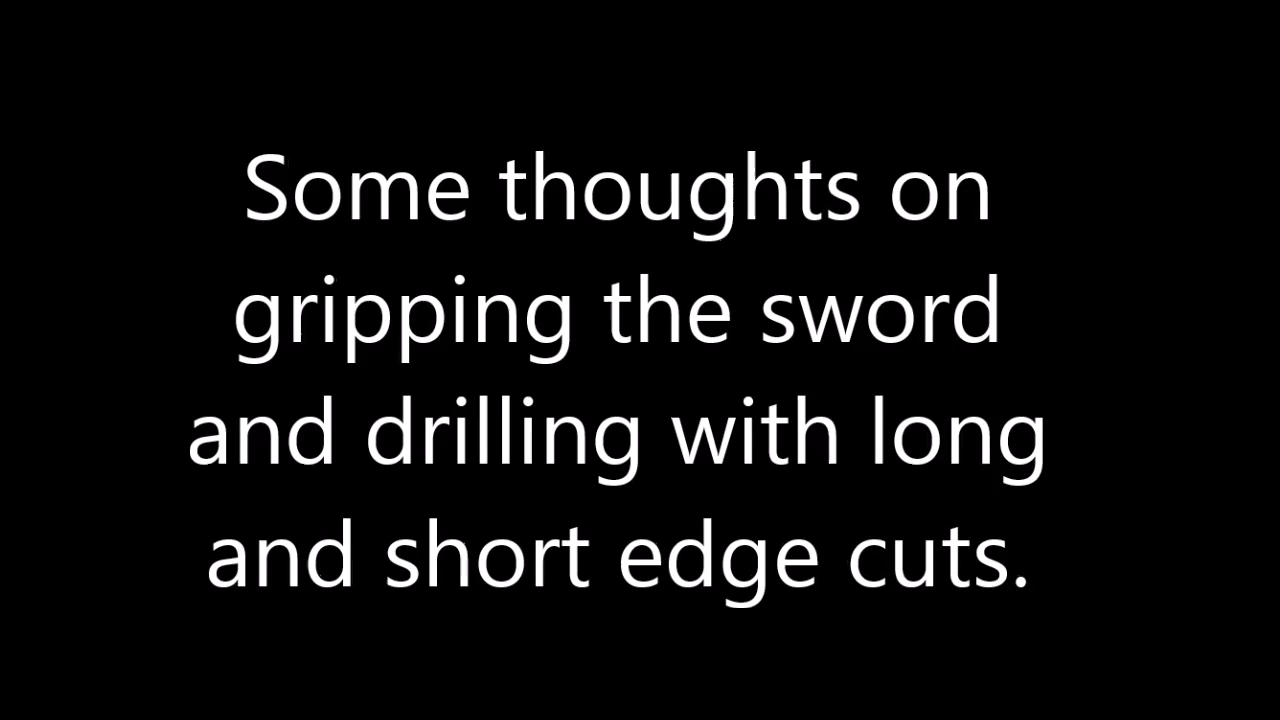 Some thoughts on
gripping the sword
and drilling with long
and short edge cuts.